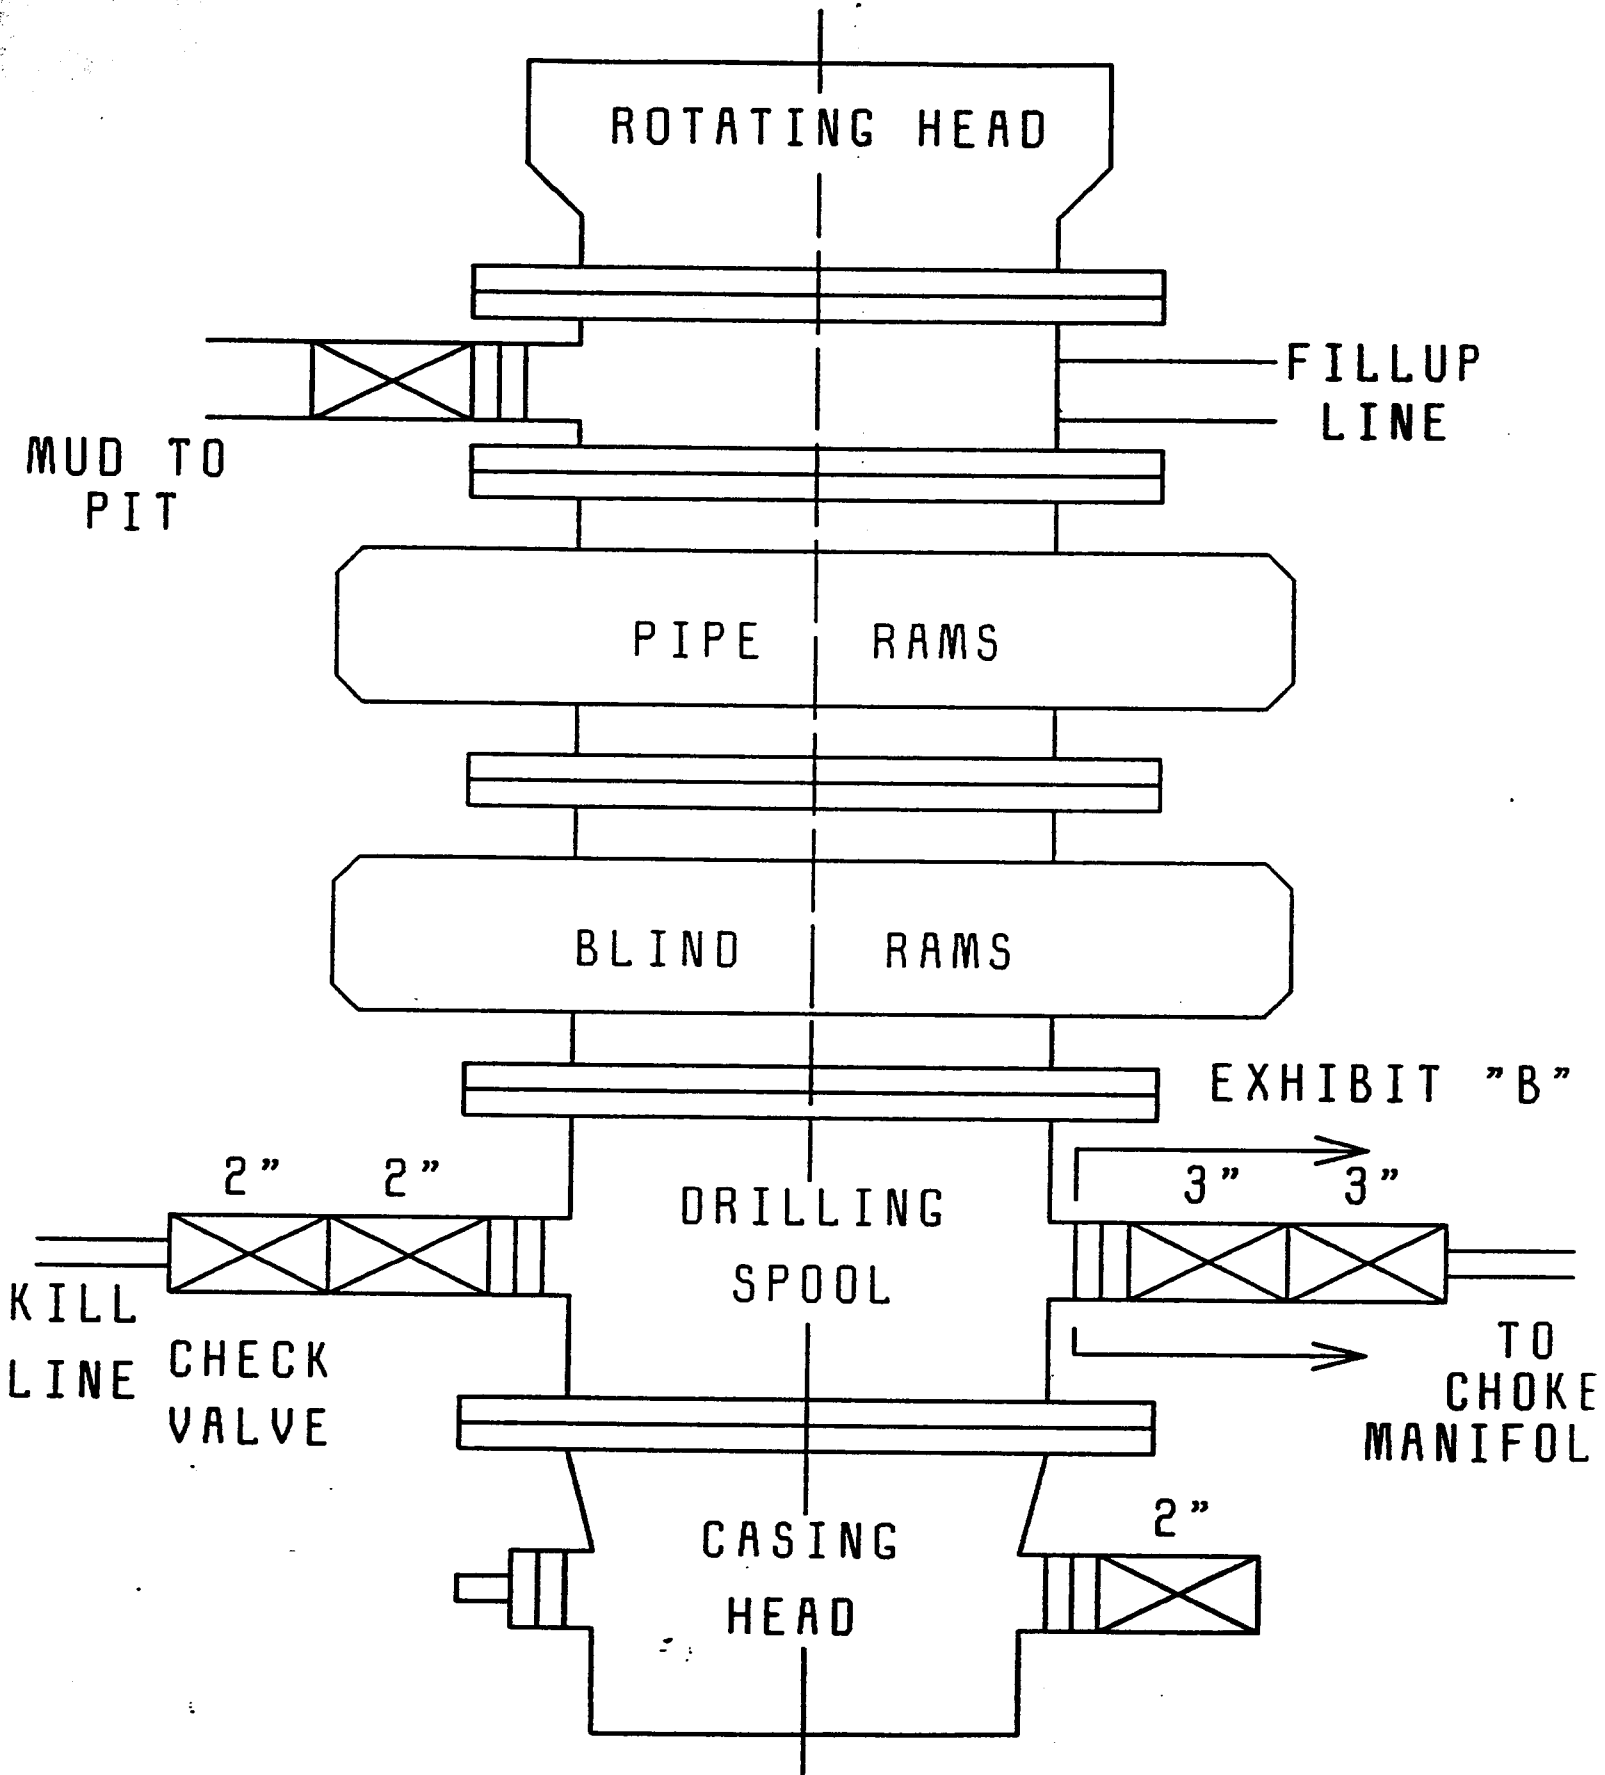 ROTATING HEAD
FILLUP
LINE
MUD TO
PIT
PIPE RAMS
BLIND RAMS
EXHIBIT "B"
2" 2"
3" 3"
DRILLING
SPOOL
KILL
LINE
CHECK
VALVE
TO
CHOKE
MANIFOL
2"
CASING
HEAD